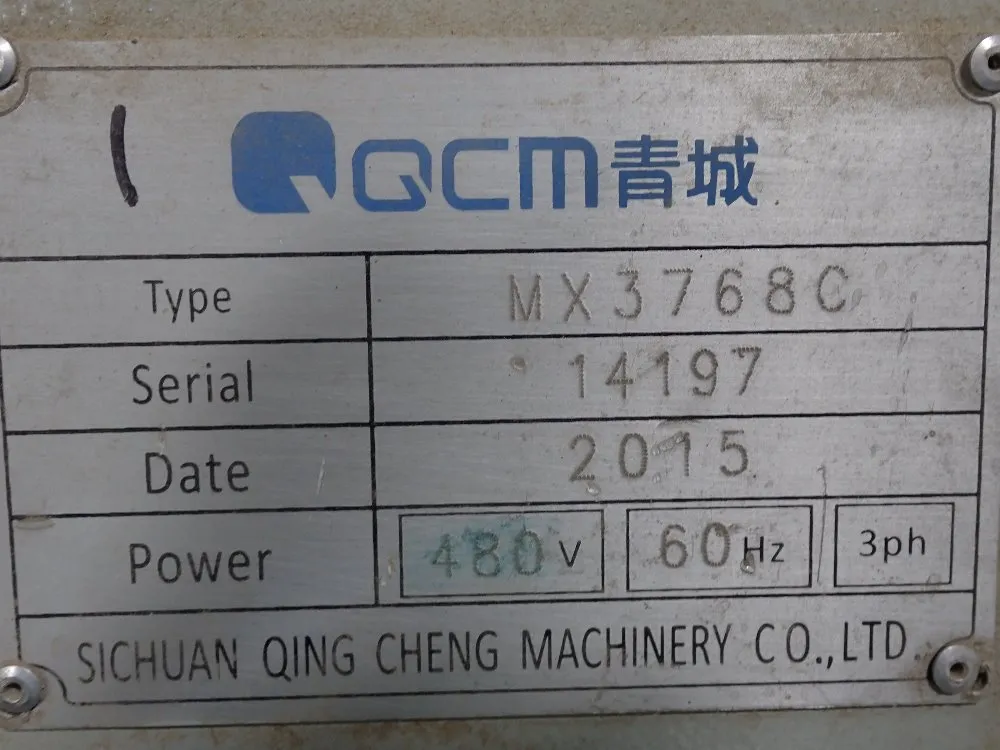 QCM青城
Type MX3768C
Serial 14197
Date 2015
Power 480V 60Hz 3ph
SICHUAN QING CHENG MACHINERY CO.,LTD.